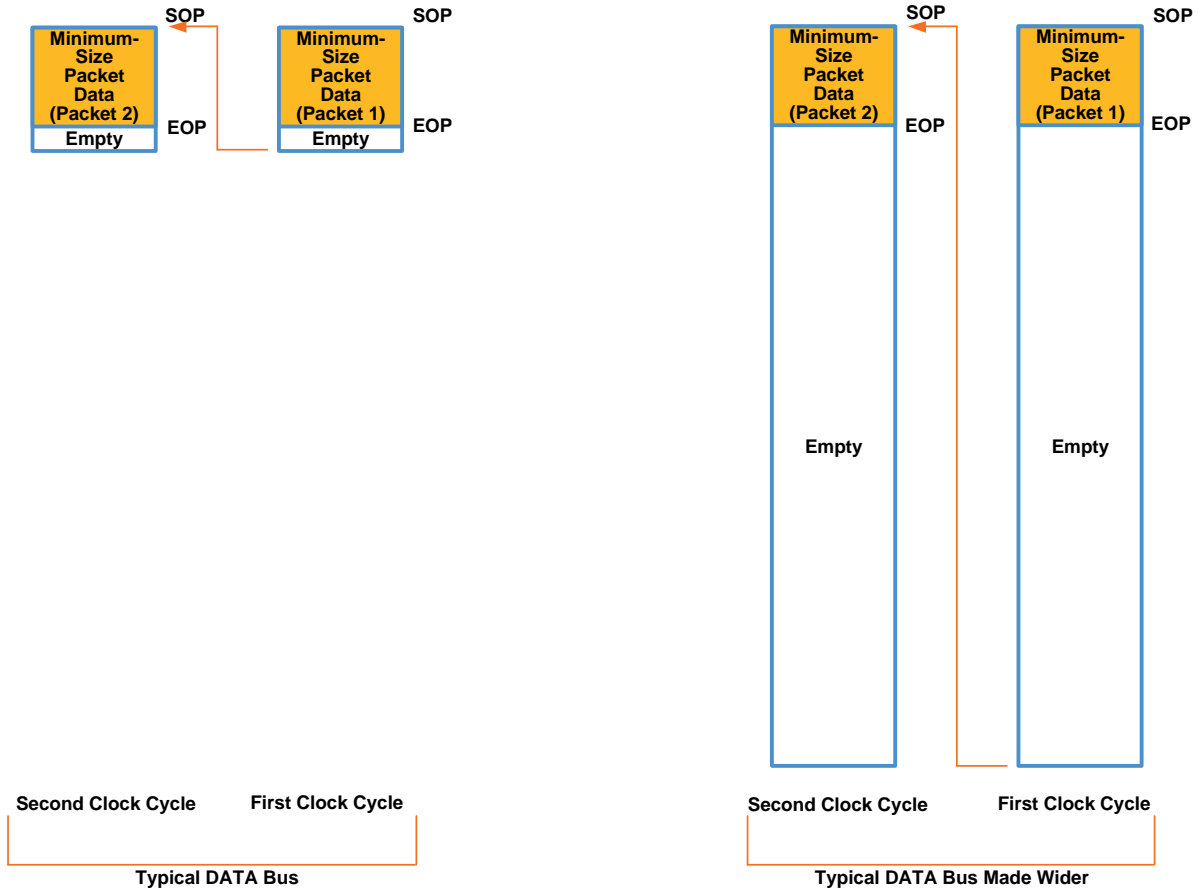 SOP
Minimum-
Size
Packet
Data
(Packet 2)
EOP
Empty
SOP
Minimum-
Size
Packet
Data
(Packet 1)
EOP
Empty
Second Clock Cycle
First Clock Cycle
Typical DATA Bus
SOP
Minimum-
Size
Packet
Data
(Packet 2)
EOP
Empty
SOP
Minimum-
Size
Packet
Data
(Packet 1)
EOP
Empty
Second Clock Cycle
First Clock Cycle
Typical DATA Bus Made Wider